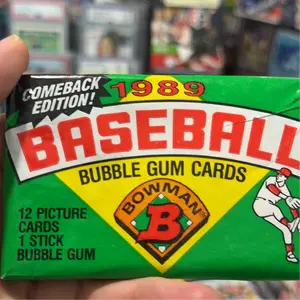 COMEBACK
EDITION!
1989
BASEBALL
BUBBLE GUM CARDS
BOWMAN
B
12 PICTURE
CARDS
1 STICK
BUBBLE GUM